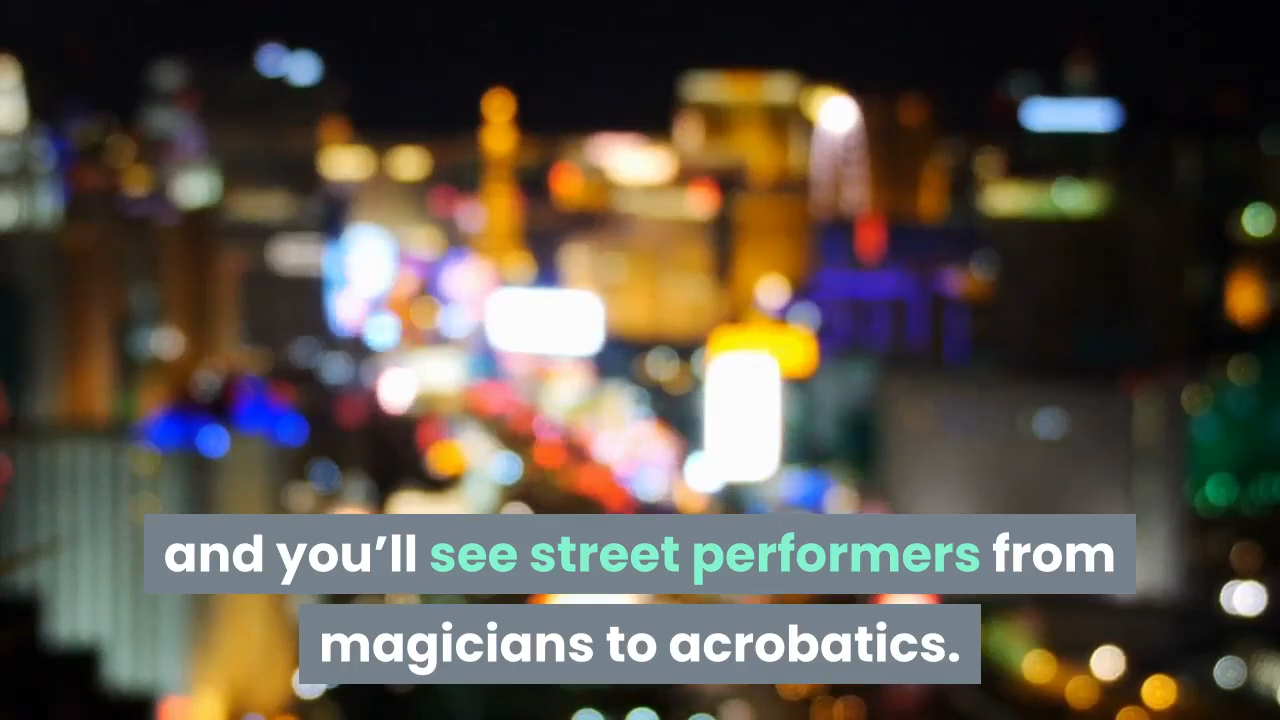 and you’ll see street performers from
magicians to acrobatics.